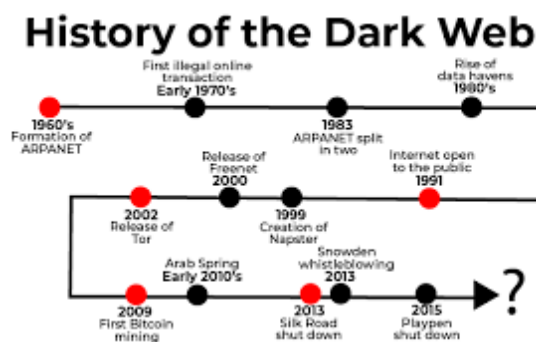 History of the Dark Web
1960's
Formation of
ARPANET
First illegal online
transaction
Early 1970's
1983
ARPANET split
in two
Rise of
data havens
1980's
Internet open
to the public
1991
1999
Creation of
Napster
Release of
Freenet
2000
2002
Release of
Tor
2009
First Bitcoin
mining
Arab Spring
Early 2010's
2013
Silk Road
shut down
Snowden
whistleblowing
2013
2015
Playpen
shut down
?